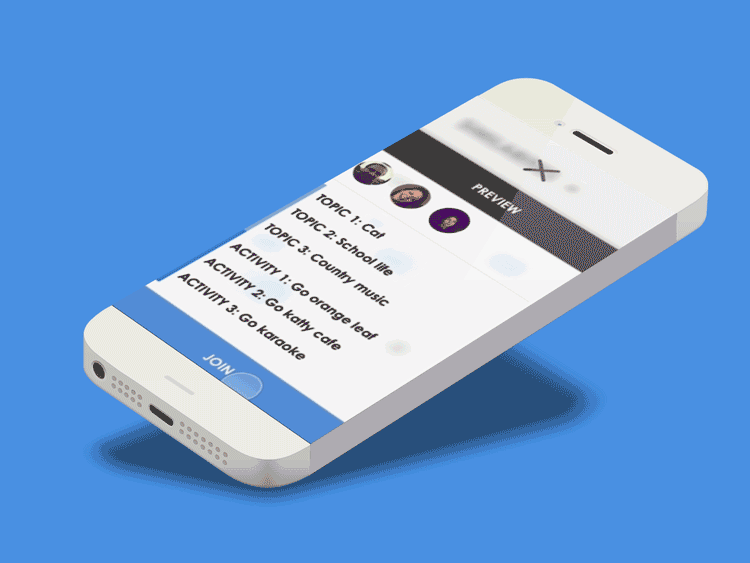 PREVIEW
TOPIC 1: Cat
TOPIC 2: School life
TOPIC 3: Country music
ACTIVITY 1: Go orange leaf
ACTIVITY 2: Go katty cafe
ACTIVITY 3: Go karaoke
JOIN